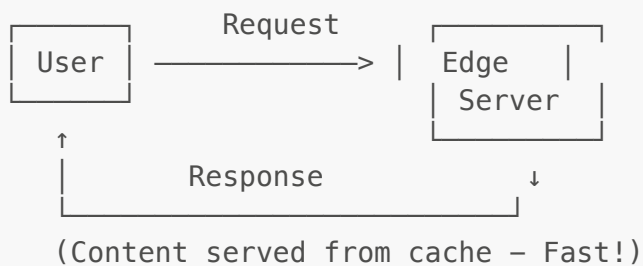 Request
User Edge
Server
Response
(Content served from cache – Fast!)